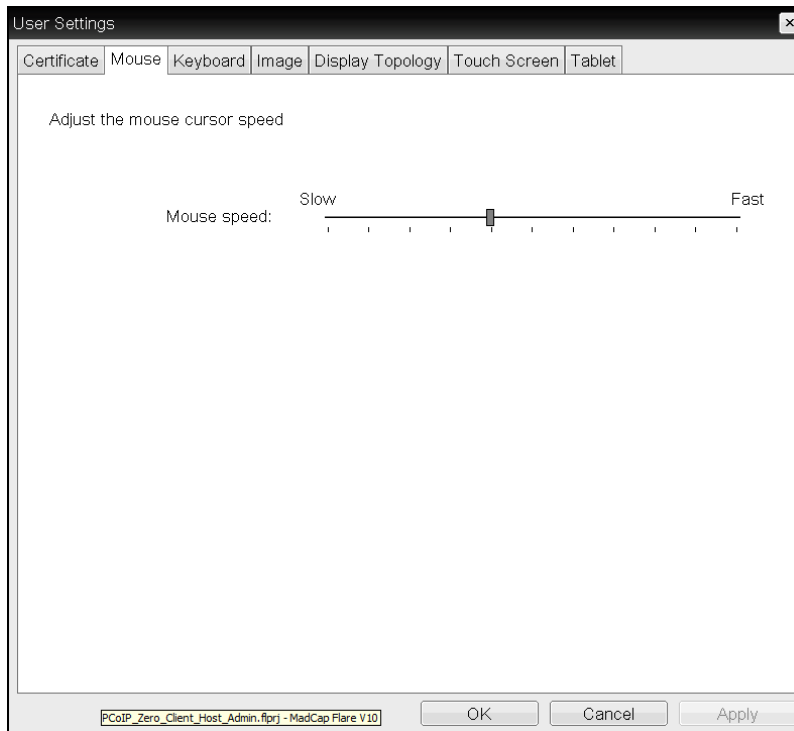 User Settings
Certificate Mouse Keyboard Image Display Topology Touch Screen Tablet
Adjust the mouse cursor speed
Slow Fast
Mouse speed:
PCoIP_Zero_Client_Host_Admin.flprj - MadCap Flare V10
OK Cancel Apply